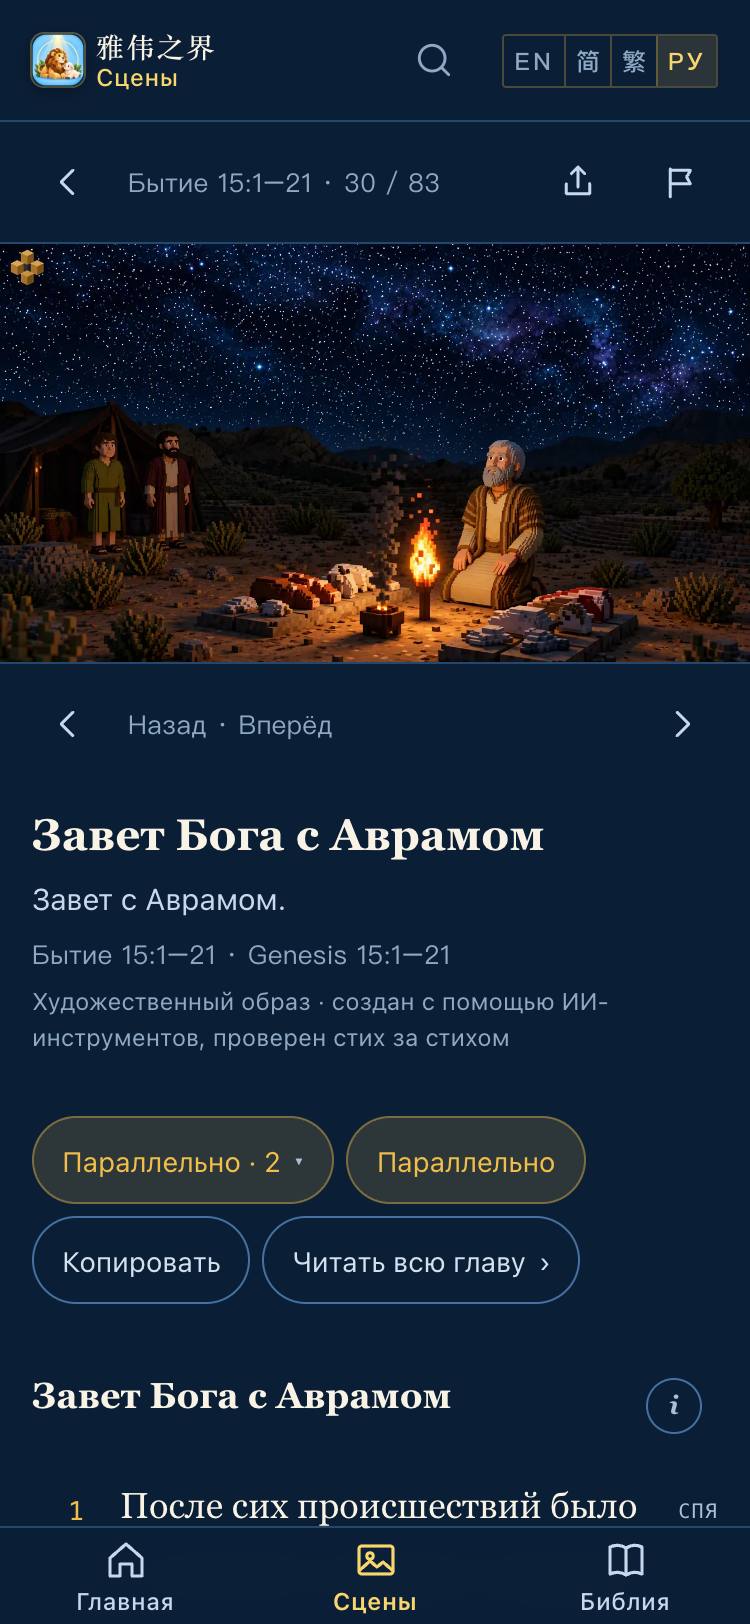 雅伟之界
Сцены
EN 简 繁 РУ
Бытие 15:1—21 · 30 / 83
Назад · Вперёд
Завет Бога с Аврамом
Завет с Аврамом.
Бытие 15:1—21 · Genesis 15:1—21
Художественный образ · создан с помощью ИИ-
инструментов, проверен стих за стихом
Параллельно · 2 ▾ Параллельно
Копировать Читать всю главу ›
Завет Бога с Аврамом
i
1 После сих происшествий было спя
Главная Сцены Библия